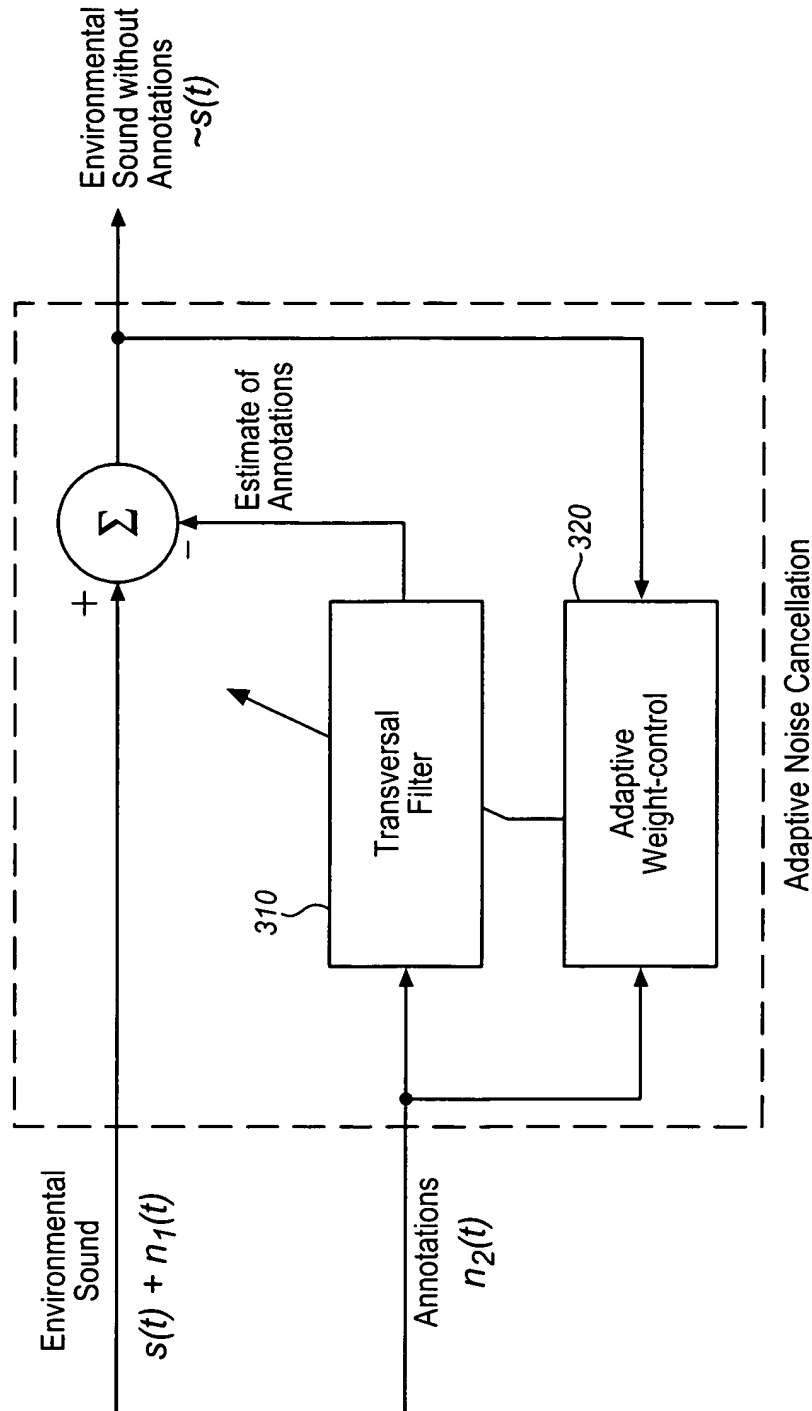 Environmental
Sound
s(t) + n1(t)
Annotations
n2(t)
+
Σ
-
Estimate of
Annotations
310
Transversal
Filter
320
Adaptive
Weight-control
Environmental
Sound without
Annotations
~s(t)
Adaptive Noise Cancellation